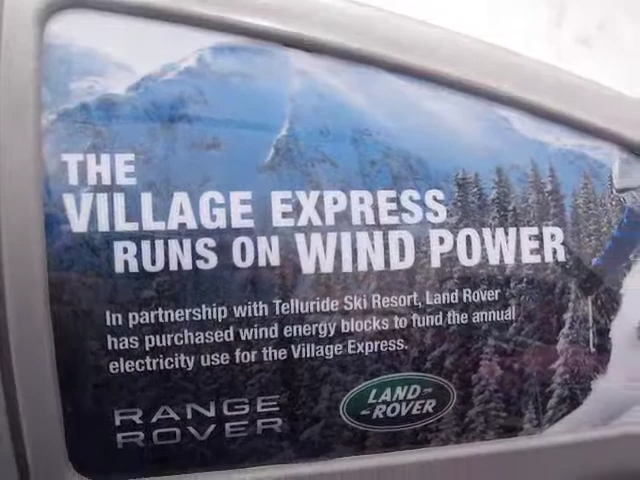 THE
VILLAGE EXPRESS
RUNS ON WIND POWER
In partnership with Telluride Ski Resort, Land Rover
has purchased wind energy blocks to fund the annual
electricity use for the Village Express.
RANGE
ROVER
LAND-
-ROVER